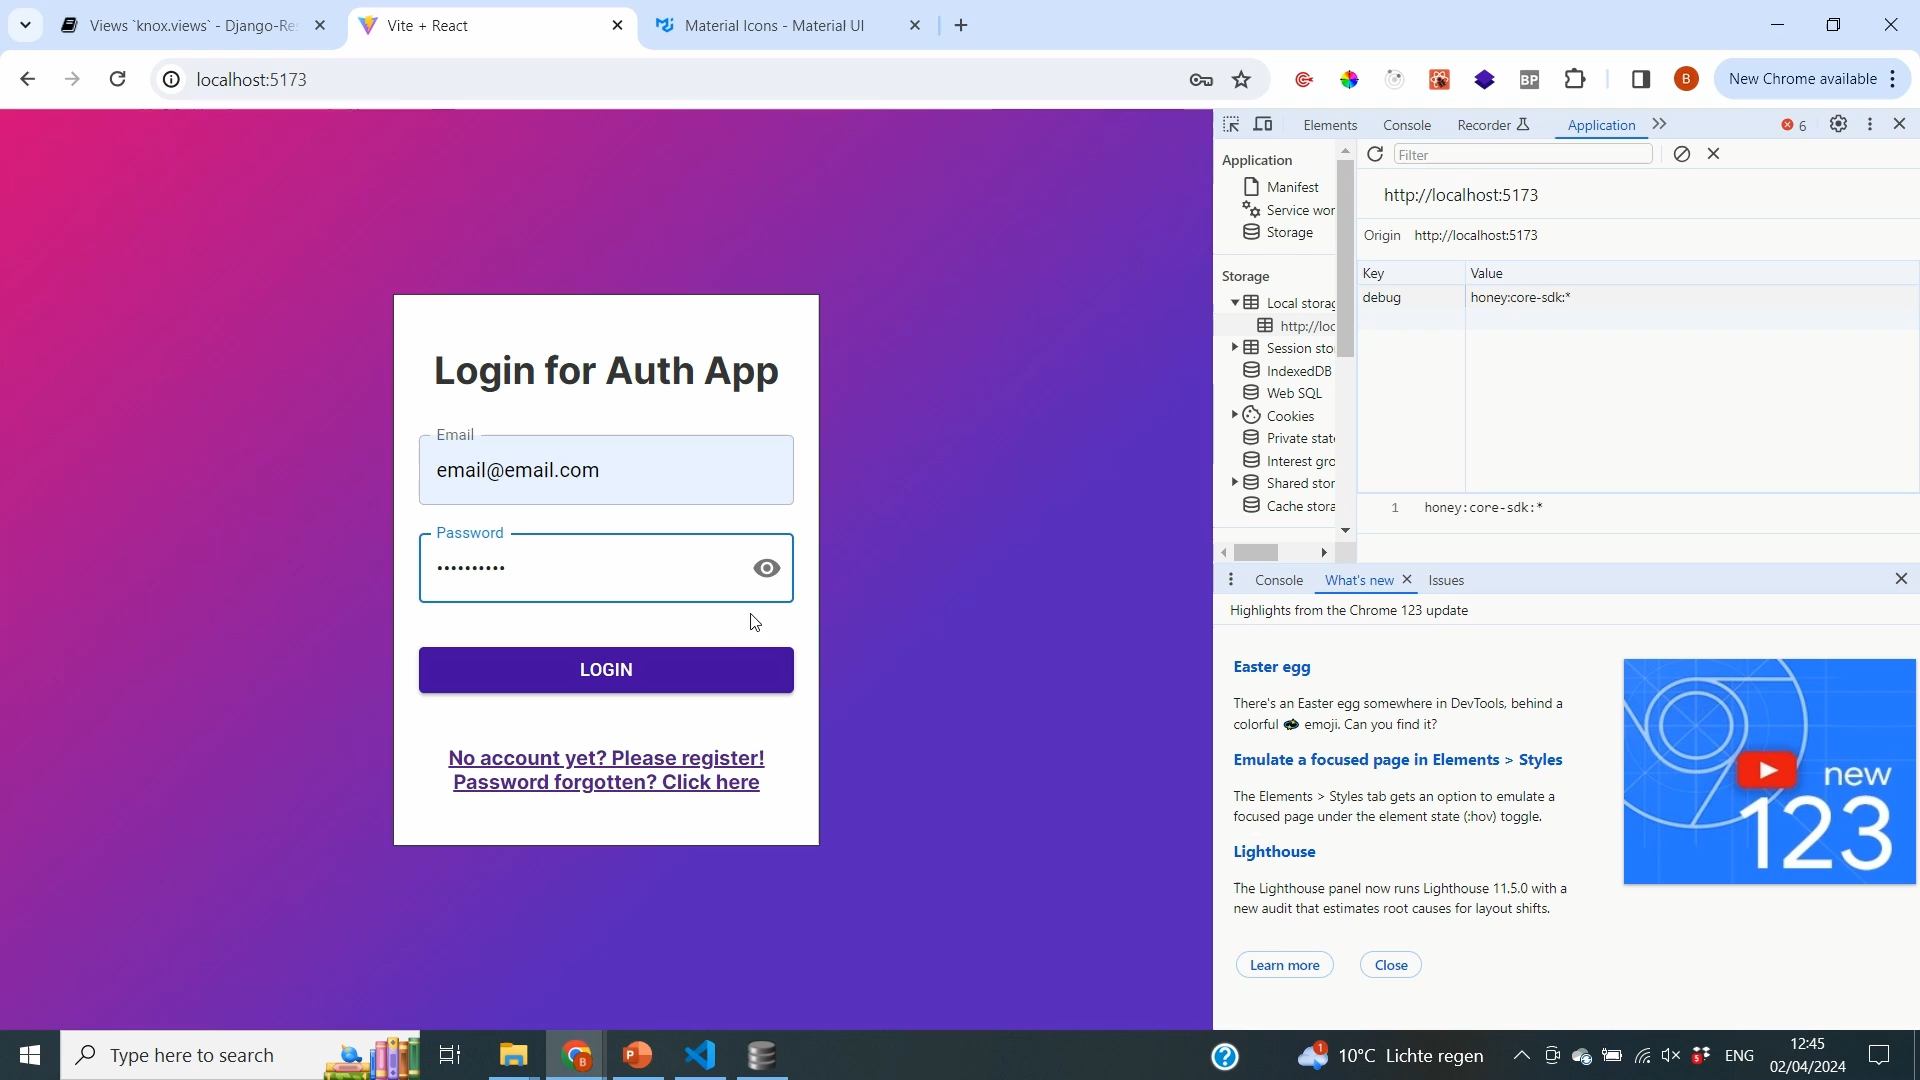 Views `knox.views` - Django-Re
Vite + React
Material Icons - Material UI
localhost:5173
BP
B
New Chrome available
Elements
Console
Recorder
Application
6
Application
Manifest
Service wor
Storage
Storage
Local storag
http://loc
Session sto
IndexedDB
Web SQL
Cookies
Private state
Interest gro
Shared stor
Cache stora
Filter
http://localhost:5173
Origin http://localhost:5173
Key Value
debug honey:core-sdk:*
1 honey:core-sdk:*
Login for Auth App
Email
email@email.com
Password
••••••••••
LOGIN
No account yet? Please register!
Password forgotten? Click here
Console What's new Issues
Highlights from the Chrome 123 update
Easter egg
There's an Easter egg somewhere in DevTools, behind a
colorful emoji. Can you find it?
Emulate a focused page in Elements > Styles
The Elements > Styles tab gets an option to emulate a
focused page under the element state (:hov) toggle.
Lighthouse
The Lighthouse panel now runs Lighthouse 11.5.0 with a
new audit that estimates root causes for layout shifts.
Learn more
Close
new
123
Type here to search
B
P
1
10°C Lichte regen
5
ENG
12:45
02/04/2024